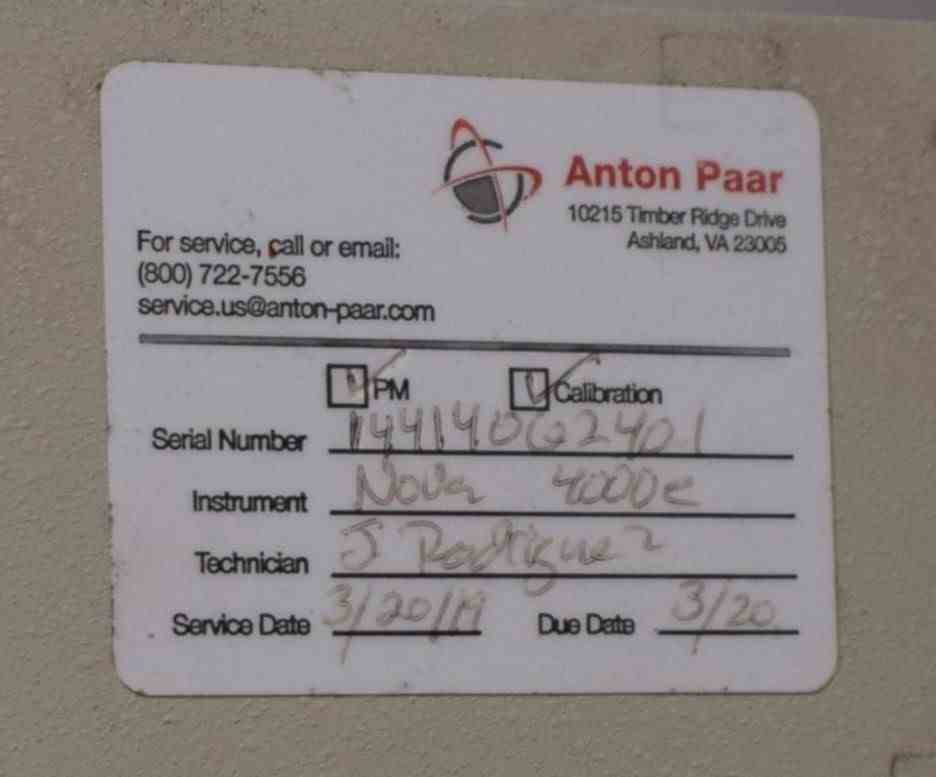 Anton Paar
10215 Timber Ridge Drive
Ashland, VA 23005
For service, call or email:
(800) 722-7556
service.us@anton-paar.com
PM Calibration
Serial Number 14414062401
Instrument Nova 4000e
Technician J Rodriguez
Service Date 3/20/19 Due Date 3/20